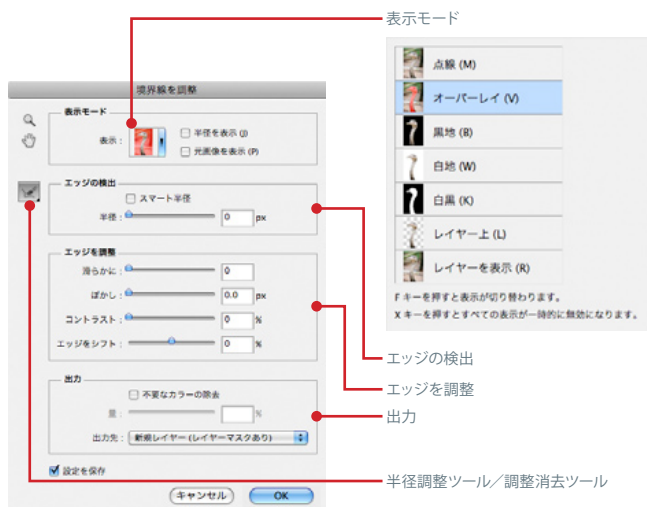 表示モード
境界線を調整
表示モード
表示：
半径を表示 (J)
元画像を表示 (P)
エッジの検出
スマート半径
半径： 0 px
エッジを調整
滑らかに： 0
ぼかし： 0.0 px
コントラスト： 0 %
エッジをシフト： 0 %
出力
不要なカラーの除去
量： %
出力先： 新規レイヤー (レイヤーマスクあり)
設定を保存
キャンセル OK
点線 (M)
オーバーレイ (V)
黒地 (B)
白地 (W)
白黒 (K)
レイヤー上 (L)
レイヤーを表示 (R)
F キーを押すと表示が切り替わります。
X キーを押すとすべての表示が一時的に無効になります。
エッジの検出
エッジを調整
出力
半径調整ツール／調整消去ツール